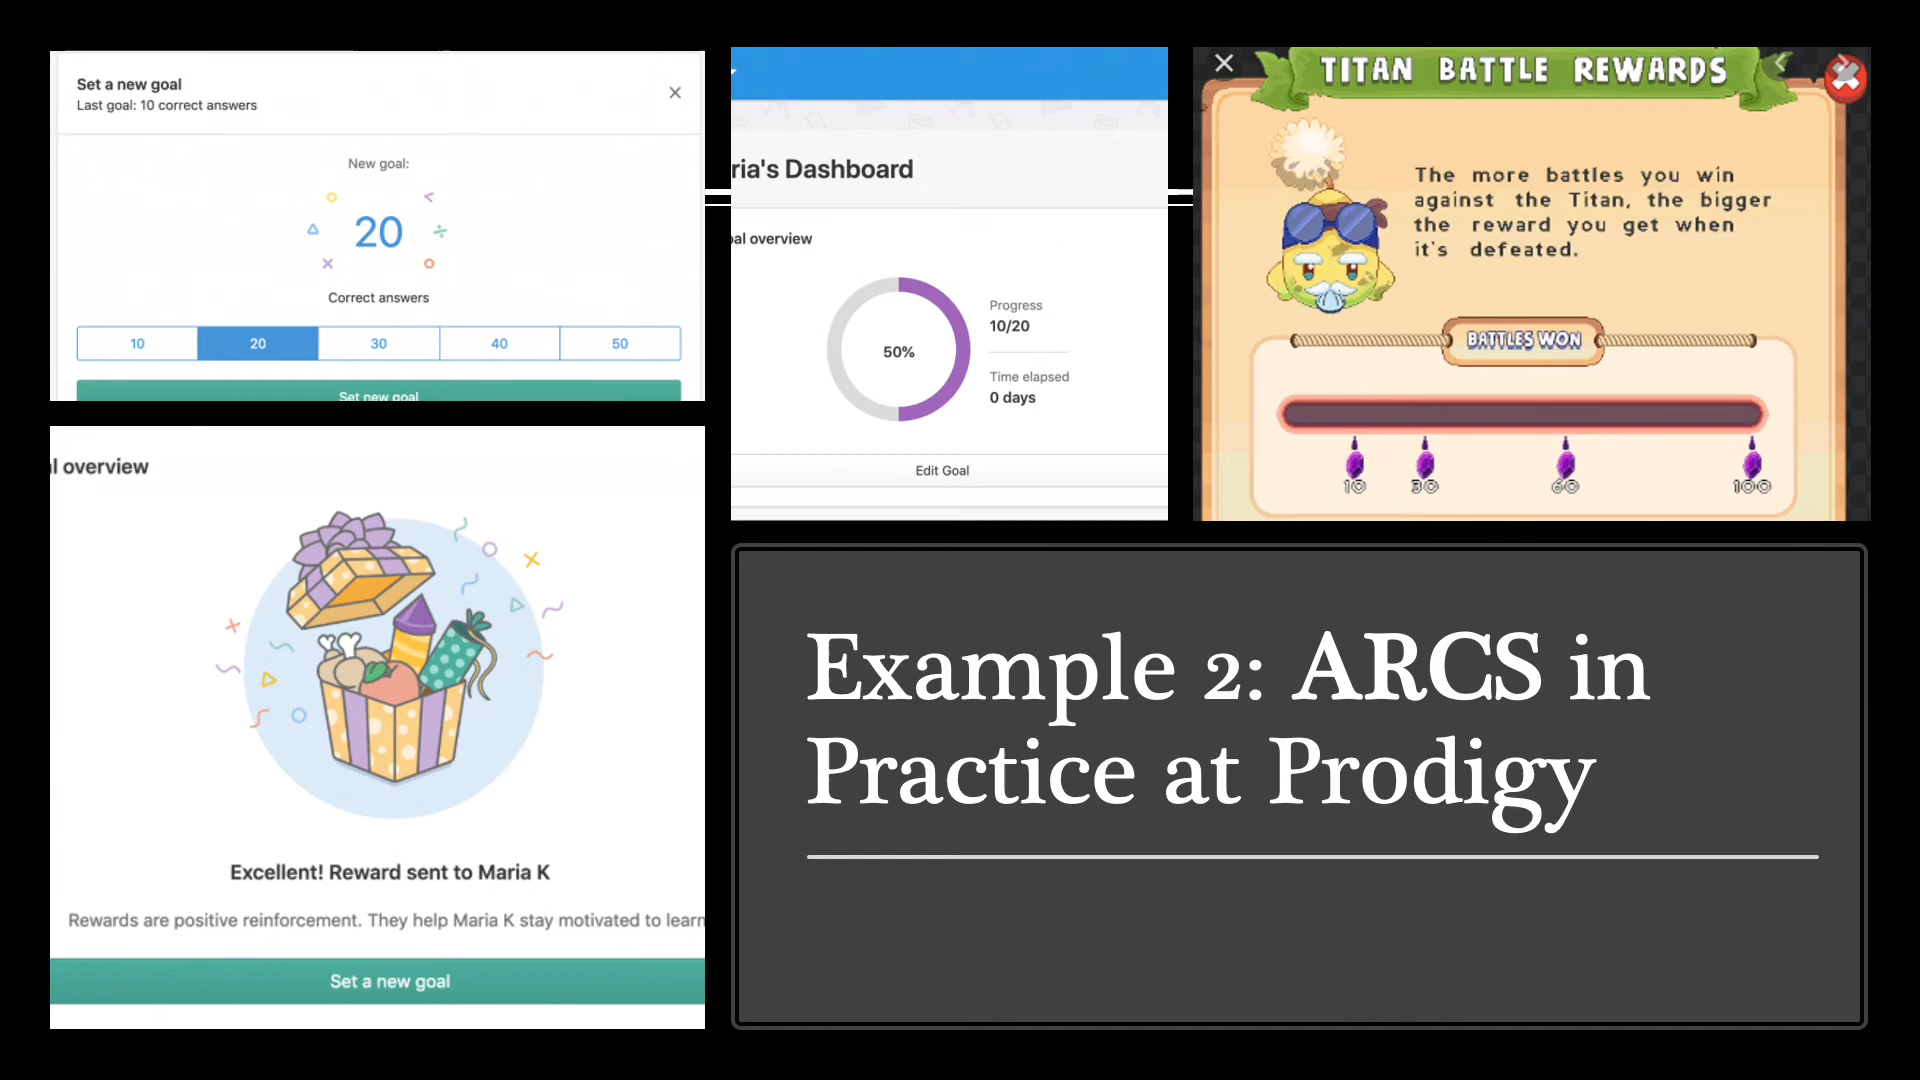 Set a new goal
Last goal: 10 correct answers
New goal:
20
Correct answers
10 20 30 40 50
Set new goal
ria's Dashboard
al overview
50%
Progress
10/20
Time elapsed
0 days
Edit Goal
TITAN BATTLE REWARDS
The more battles you win
against the Titan, the bigger
the reward you get when
it's defeated.
BATTLES WON
10 30 60 100
l overview
Excellent! Reward sent to Maria K
Rewards are positive reinforcement. They help Maria K stay motivated to learn
Set a new goal
Example 2: ARCS in
Practice at Prodigy